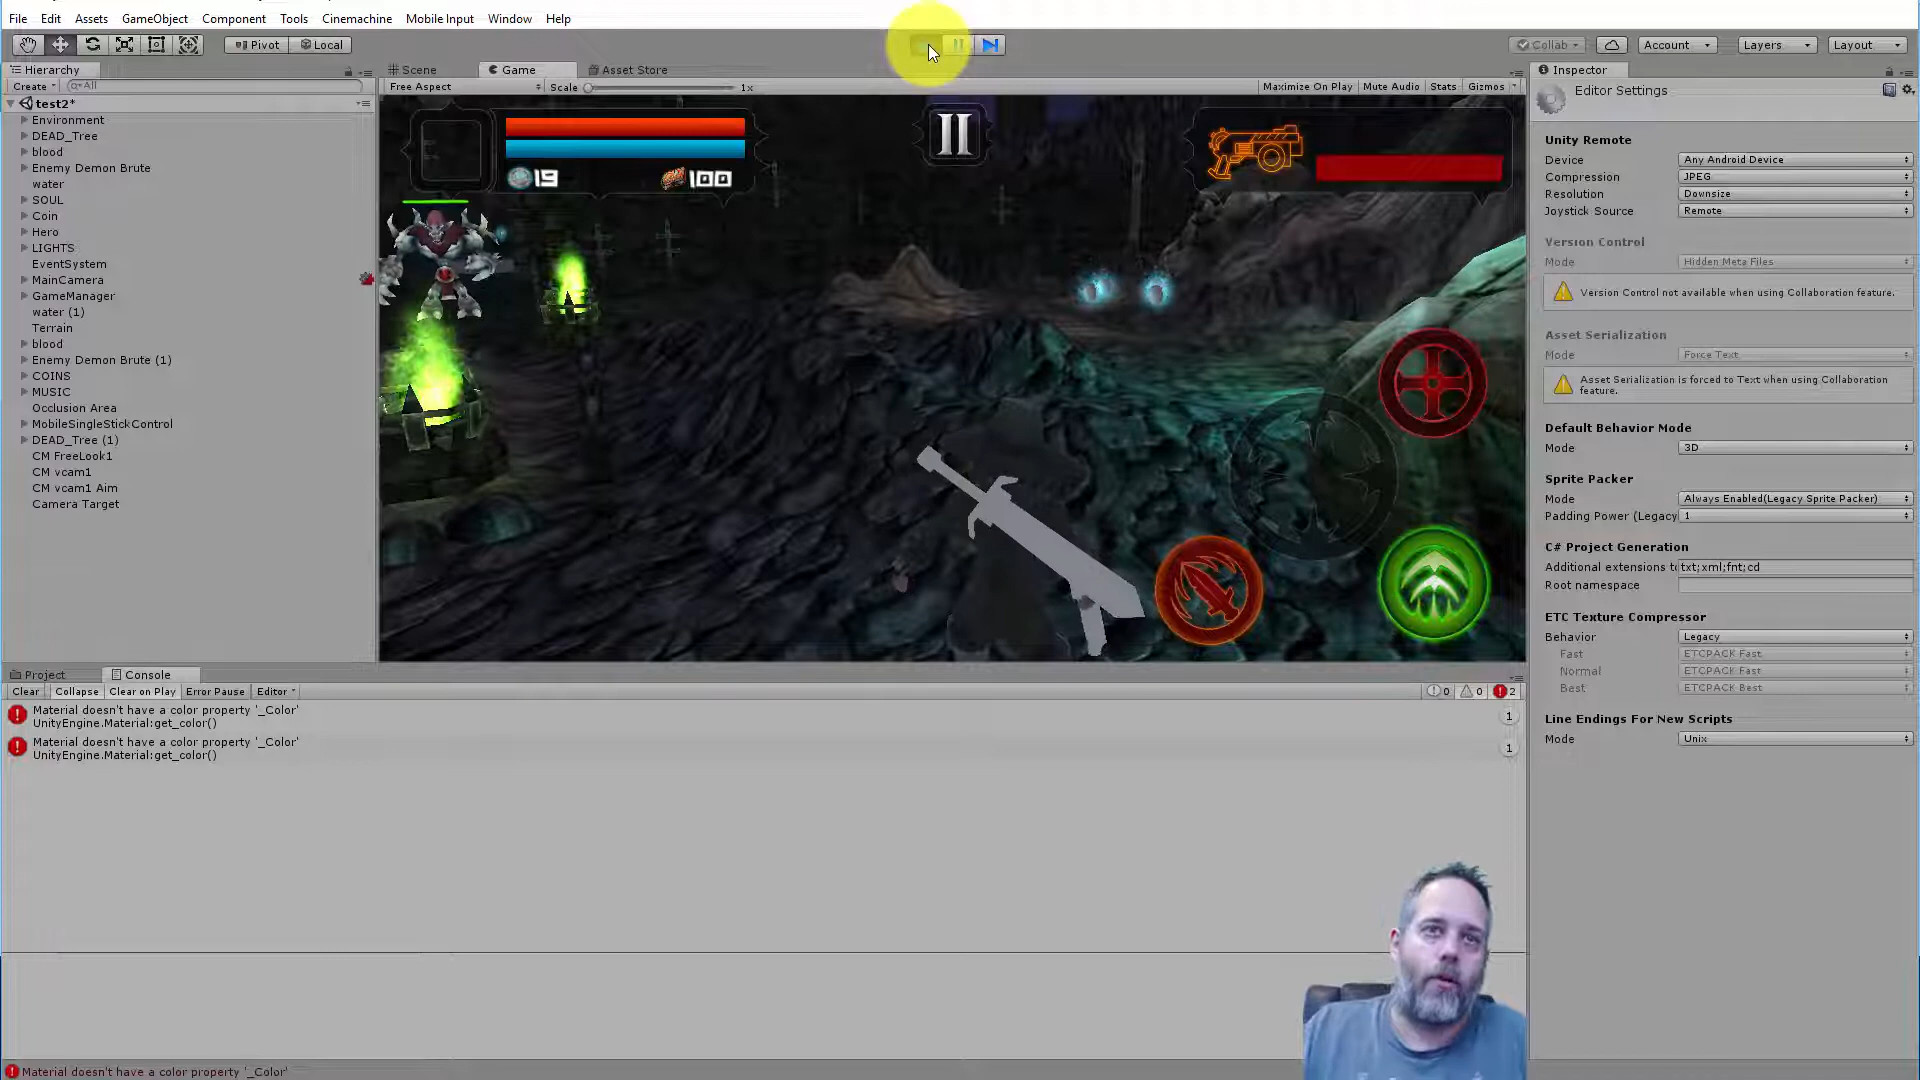 File Edit Assets GameObject Component Tools Cinemachine Mobile Input Window Help
Pivot Local Collab Account Layers Layout
Hierarchy
Create All
test2*
Environment
DEAD_Tree
blood
Enemy Demon Brute
water
SOUL
Coin
Hero
LIGHTS
EventSystem
MainCamera
GameManager
water (1)
Terrain
blood
Enemy Demon Brute (1)
COINS
MUSIC
Occlusion Area
MobileSingleStickControl
DEAD_Tree (1)
CM FreeLook1
CM vcam1
CM vcam1 Aim
Camera Target
Scene Game Asset Store
Free Aspect Scale 1x Maximize On Play Mute Audio Stats Gizmos
19 100
Inspector
Editor Settings
Unity Remote
Device Any Android Device
Compression JPEG
Resolution Downsize
Joystick Source Remote
Version Control
Mode Hidden Meta Files
Version Control not available when using Collaboration feature.
Asset Serialization
Mode Force Text
Asset Serialization is forced to Text when using Collaboration
feature.
Default Behavior Mode
Mode 3D
Sprite Packer
Mode Always Enabled(Legacy Sprite Packer)
Padding Power (Legacy 1
C# Project Generation
Additional extensions to txt;xml;fnt;cd
Root namespace
ETC Texture Compressor
Behavior Legacy
Fast ETCPACK Fast
Normal ETCPACK Fast
Best ETCPACK Best
Line Endings For New Scripts
Mode Unix
Project Console
Clear Collapse Clear on Play Error Pause Editor 0 0 2
Material doesn't have a color property '_Color'
UnityEngine.Material:get_color()
1
Material doesn't have a color property '_Color'
UnityEngine.Material:get_color()
1
Material doesn't have a color property '_Color'